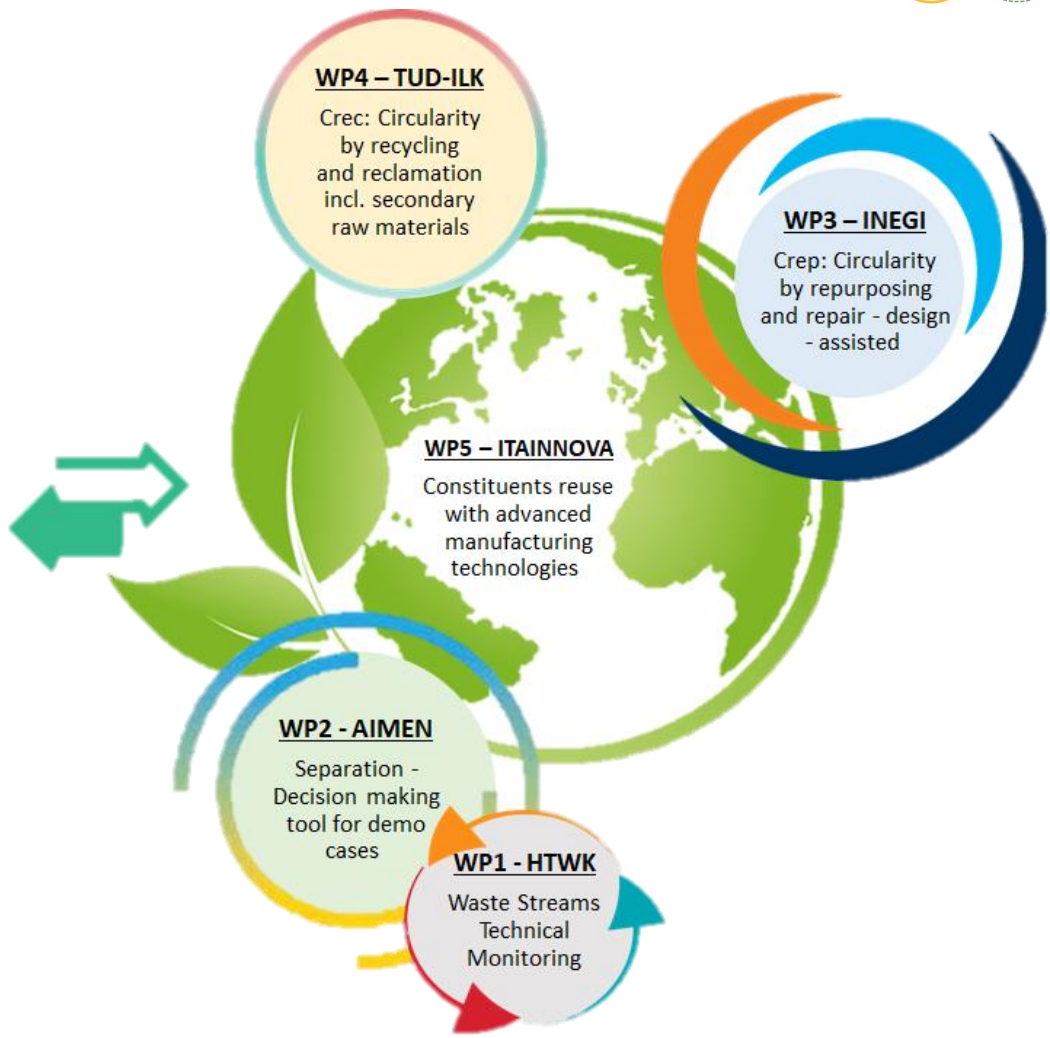 WP4 – TUD-ILK
Crec: Circularity
by recycling
and reclamation
incl. secondary
raw materials
WP3 – INEGI
Crep: Circularity
by repurposing
and repair - design
- assisted
WP5 – ITAINNOVA
Constituents reuse
with advanced
manufacturing
technologies
WP2 - AIMEN
Separation -
Decision making
tool for demo
cases
WP1 - HTWK
Waste Streams
Technical
Monitoring